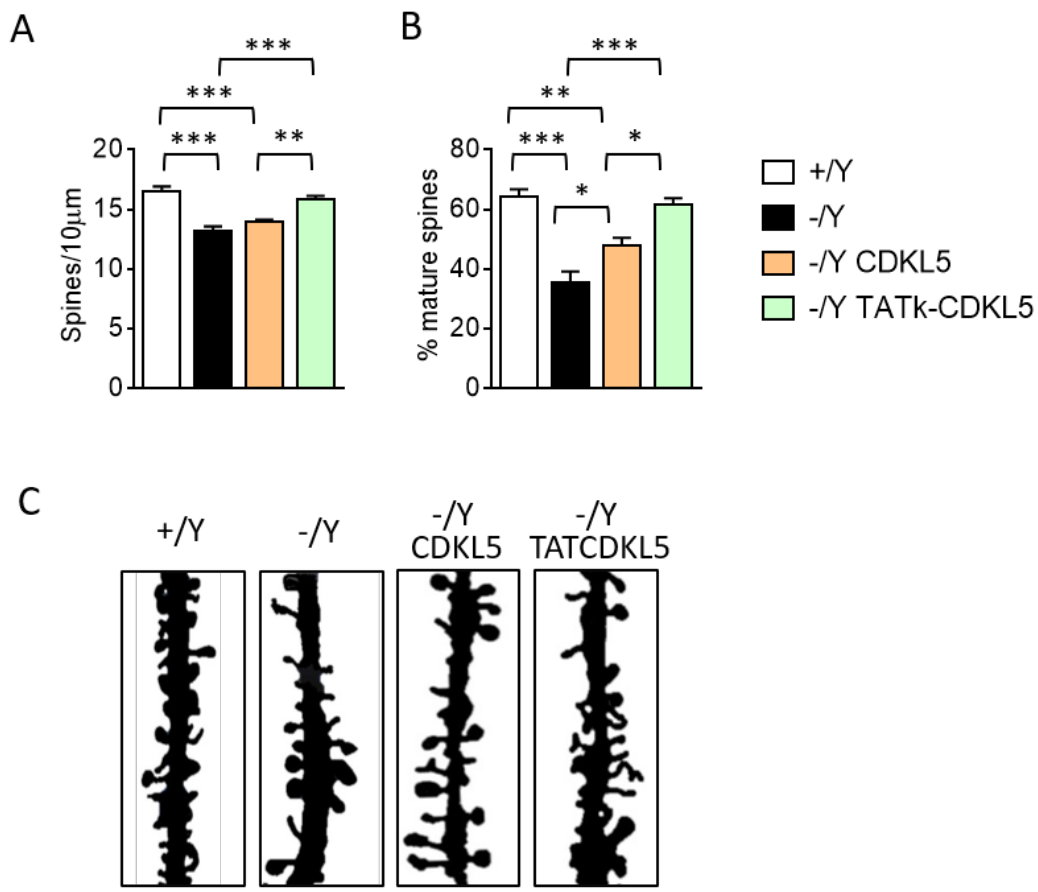 A
B
***
***
***
**
***
**
***
*
*
20
15
10
5
0
Spines/10μm
80
60
40
20
0
% mature spines
+/Y
-/Y
-/Y CDKL5
-/Y TATk-CDKL5
C
+/Y
-/Y
-/Y
CDKL5
-/Y
TATCDKL5